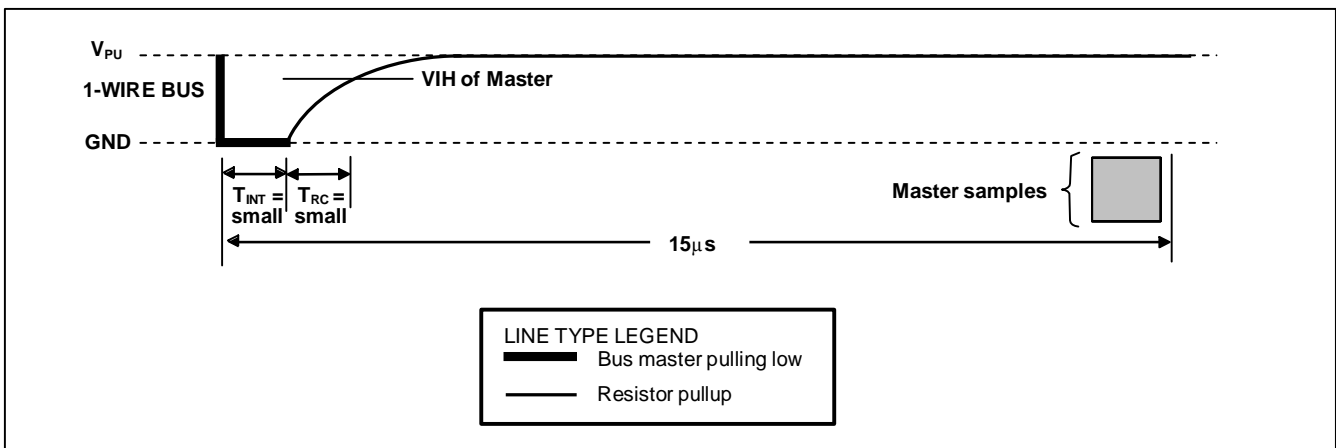 VPU
1-WIRE BUS
VIH of Master
GND
TINT =
small
TRC =
small
Master samples
15μs
LINE TYPE LEGEND
Bus master pulling low
Resistor pullup